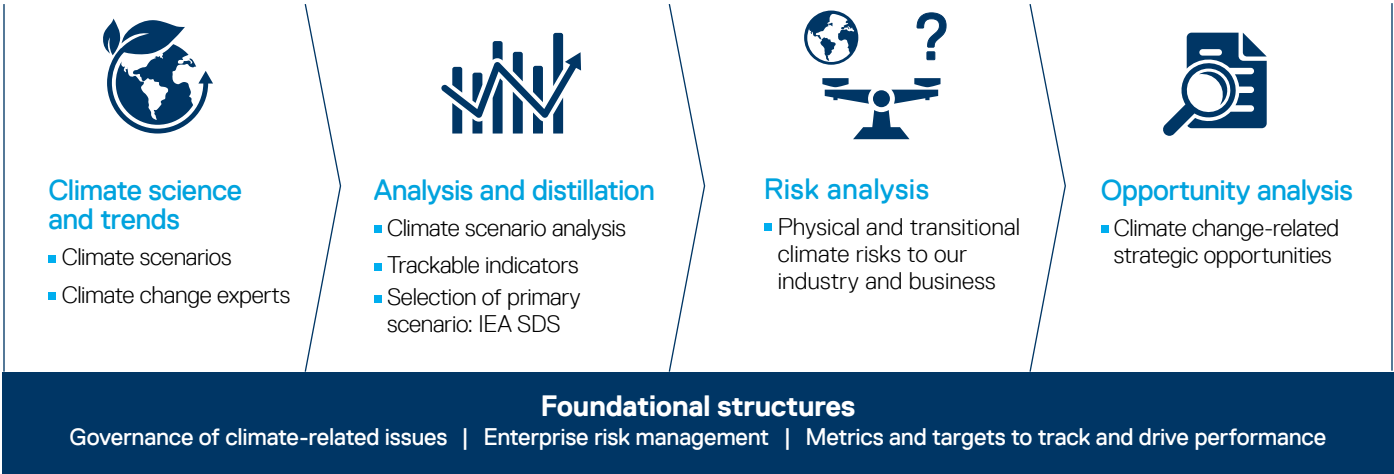 ?
Climate science
and trends
Climate scenarios
Climate change experts
Analysis and distillation
Climate scenario analysis
Trackable indicators
Selection of primary
scenario: IEA SDS
Risk analysis
Physical and transitional
climate risks to our
industry and business
Opportunity analysis
Climate change-related
strategic opportunities
Foundational structures
Governance of climate-related issues | Enterprise risk management | Metrics and targets to track and drive performance